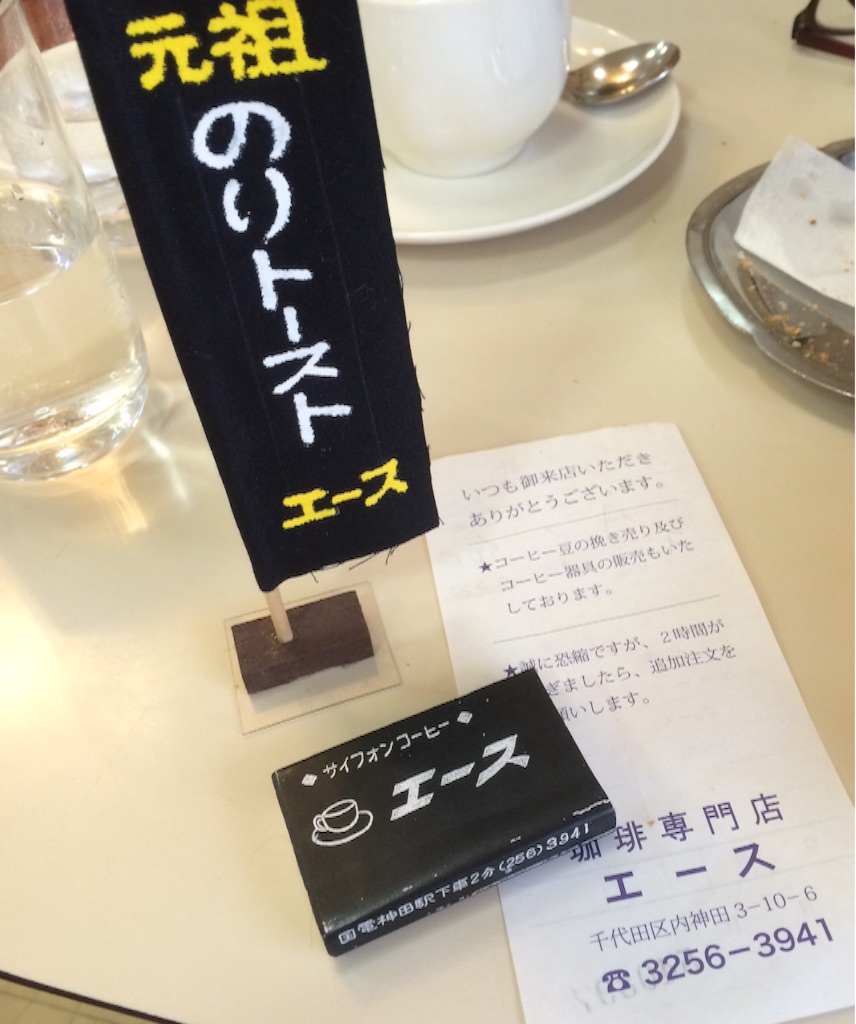 元祖
のりトースト
エース
いつも御来店いただき
ありがとうございます。
★コーヒー豆の挽き売り及び
コーヒー器具の販売もいた
しております。
★誠に恐縮ですが、2時間が
ぎましたら、追加注文を
願いします。
◆サイフォンコーヒー◆
エース
国電神田駅下車2分(256)3941
珈琲専門店
エース
千代田区内神田3-10-6
☎3256-3941